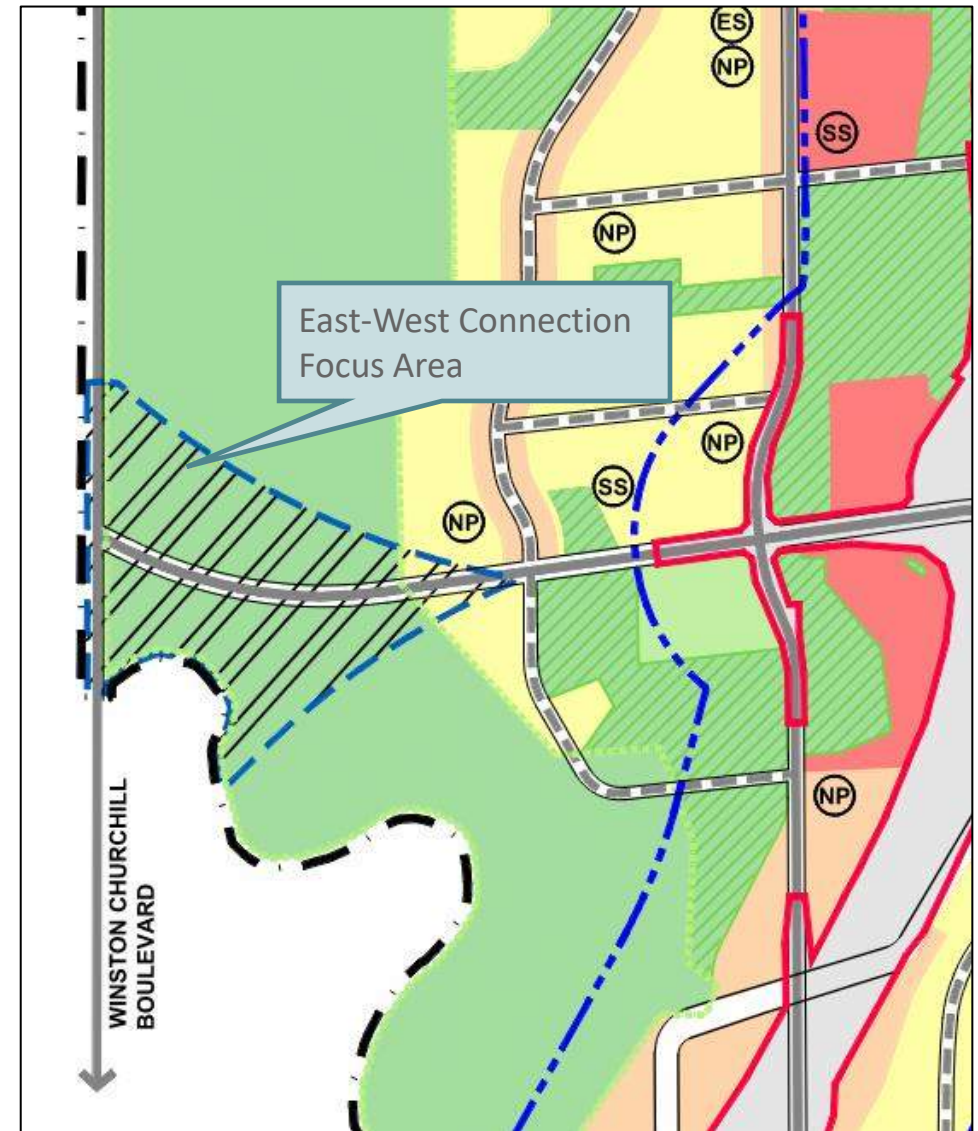 ES
NP
SS
NP
East-West Connection
Focus Area
NP
SS
NP
NP
WINSTON CHURCHILL
BOULEVARD